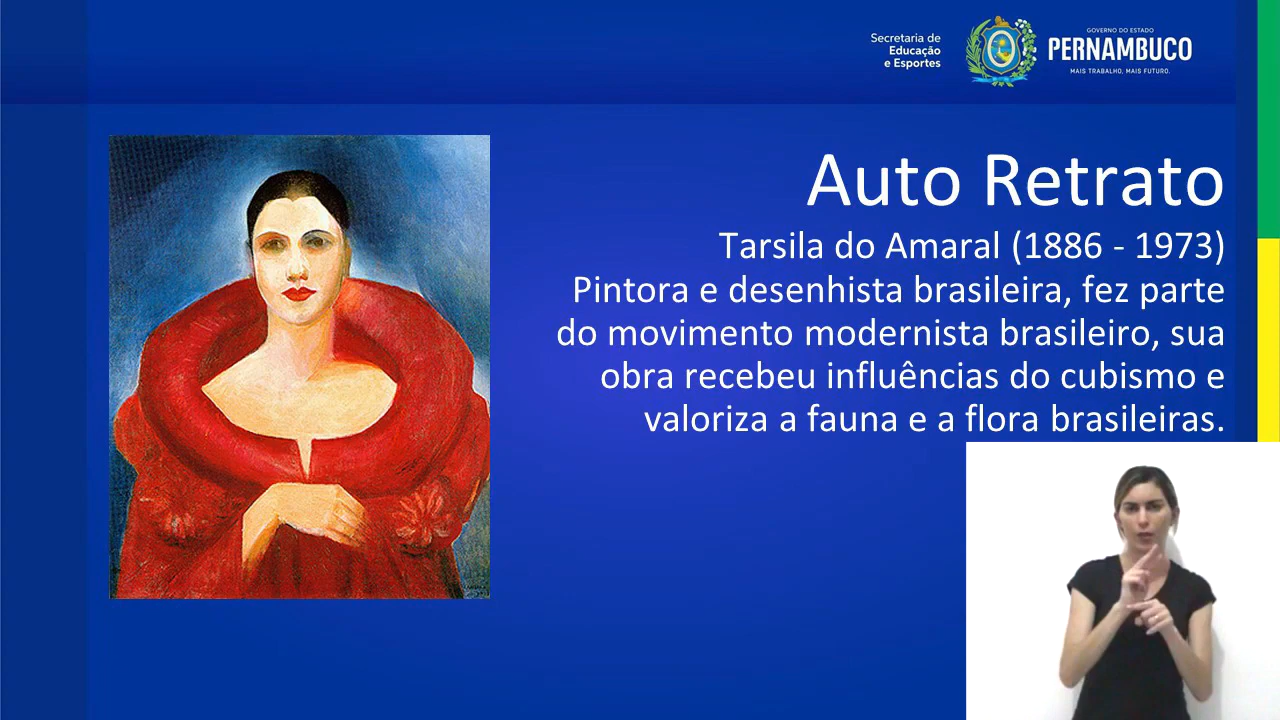 Secretaria de
Educação
e Esportes
GOVERNO DO ESTADO
PERNAMBUCO
MAIS TRABALHO, MAIS FUTURO.
Auto Retrato
Tarsila do Amaral (1886 - 1973)
Pintora e desenhista brasileira, fez parte
do movimento modernista brasileiro, sua
obra recebeu influências do cubismo e
valoriza a fauna e a flora brasileiras.